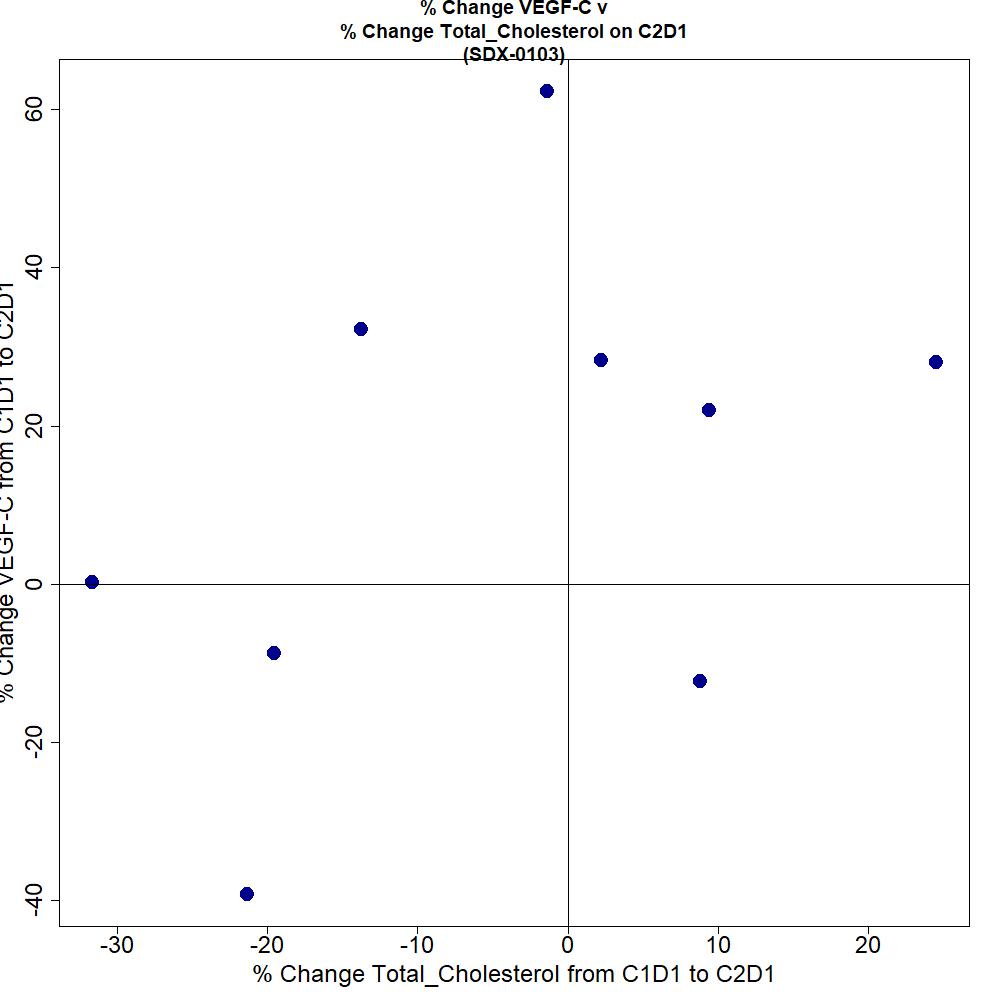 % Change VEGF-C v
% Change Total_Cholesterol on C2D1
(SDX-0103)
% Change VEGF-C from C1D1 to C2D1
60
40
20
0
-20
-40
-30
-20
-10
0
10
20
% Change Total_Cholesterol from C1D1 to C2D1